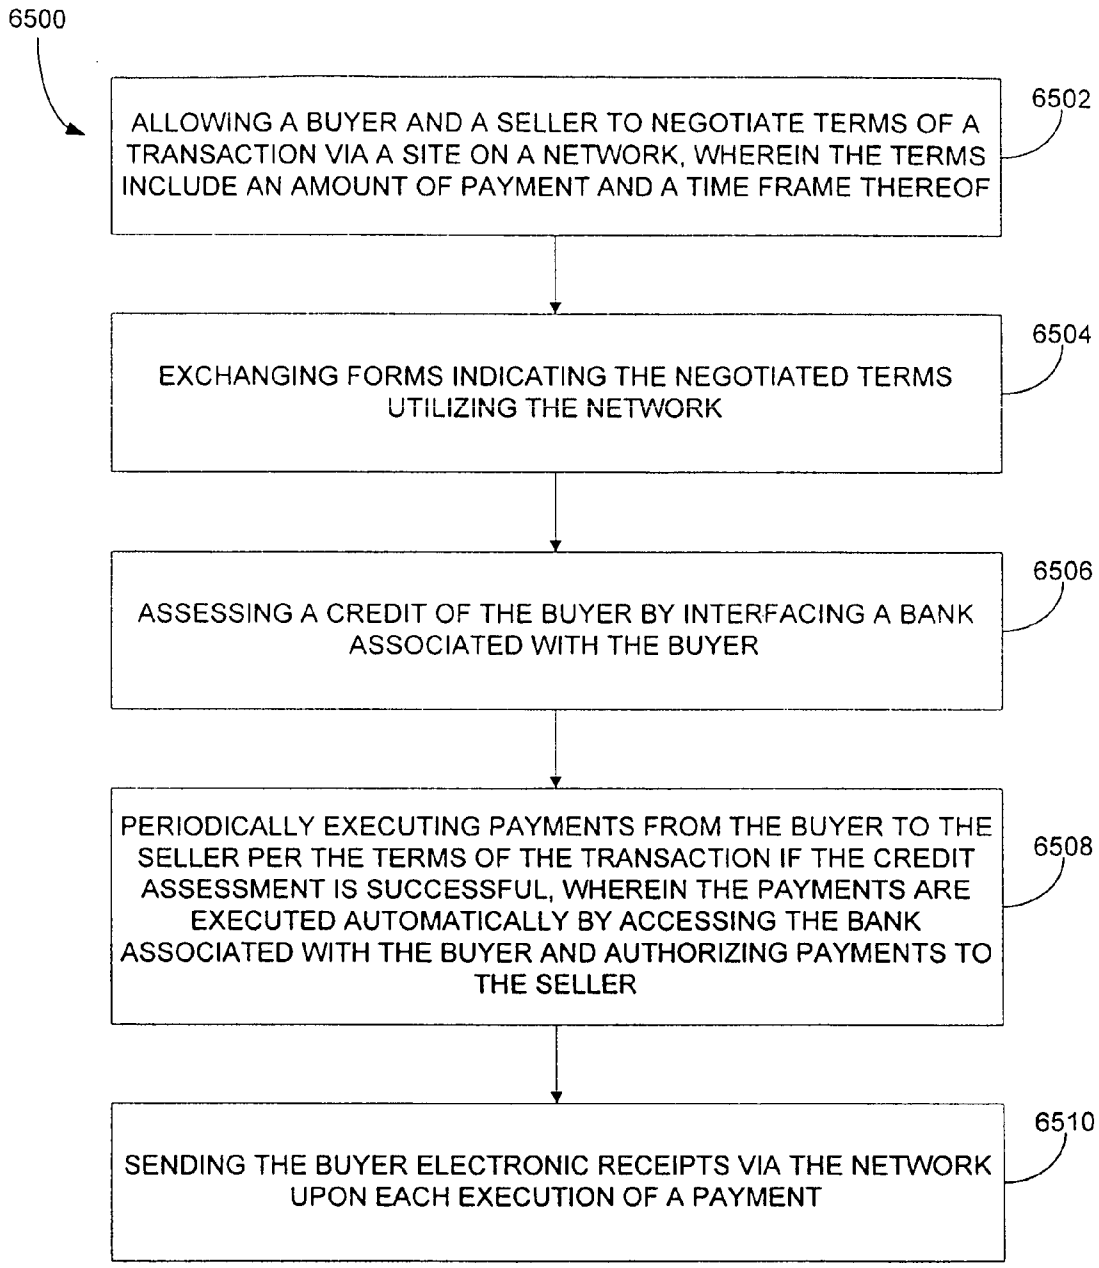 6500
6502
ALLOWING A BUYER AND A SELLER TO NEGOTIATE TERMS OF A
TRANSACTION VIA A SITE ON A NETWORK, WHEREIN THE TERMS
INCLUDE AN AMOUNT OF PAYMENT AND A TIME FRAME THEREOF
6504
EXCHANGING FORMS INDICATING THE NEGOTIATED TERMS
UTILIZING THE NETWORK
6506
ASSESSING A CREDIT OF THE BUYER BY INTERFACING A BANK
ASSOCIATED WITH THE BUYER
6508
PERIODICALLY EXECUTING PAYMENTS FROM THE BUYER TO THE
SELLER PER THE TERMS OF THE TRANSACTION IF THE CREDIT
ASSESSMENT IS SUCCESSFUL, WHEREIN THE PAYMENTS ARE
EXECUTED AUTOMATICALLY BY ACCESSING THE BANK
ASSOCIATED WITH THE BUYER AND AUTHORIZING PAYMENTS TO
THE SELLER
6510
SENDING THE BUYER ELECTRONIC RECEIPTS VIA THE NETWORK
UPON EACH EXECUTION OF A PAYMENT